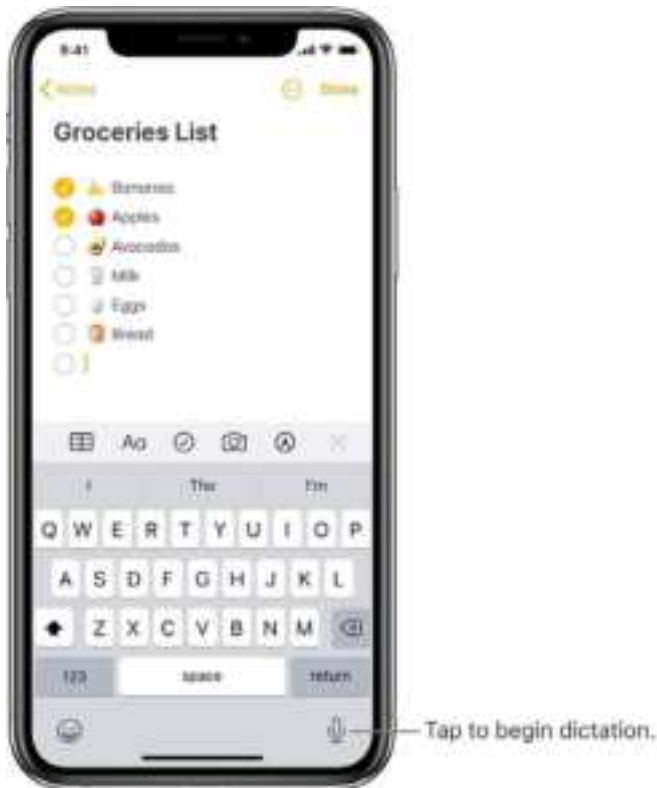 9:41
Notes Done
Groceries List
Bananas
Apples
Avocados
Milk
Eggs
Bread
Aa
I The I'm
Q W E R T Y U I O P
A S D F G H J K L
Z X C V B N M
123 space return
Tap to begin dictation.